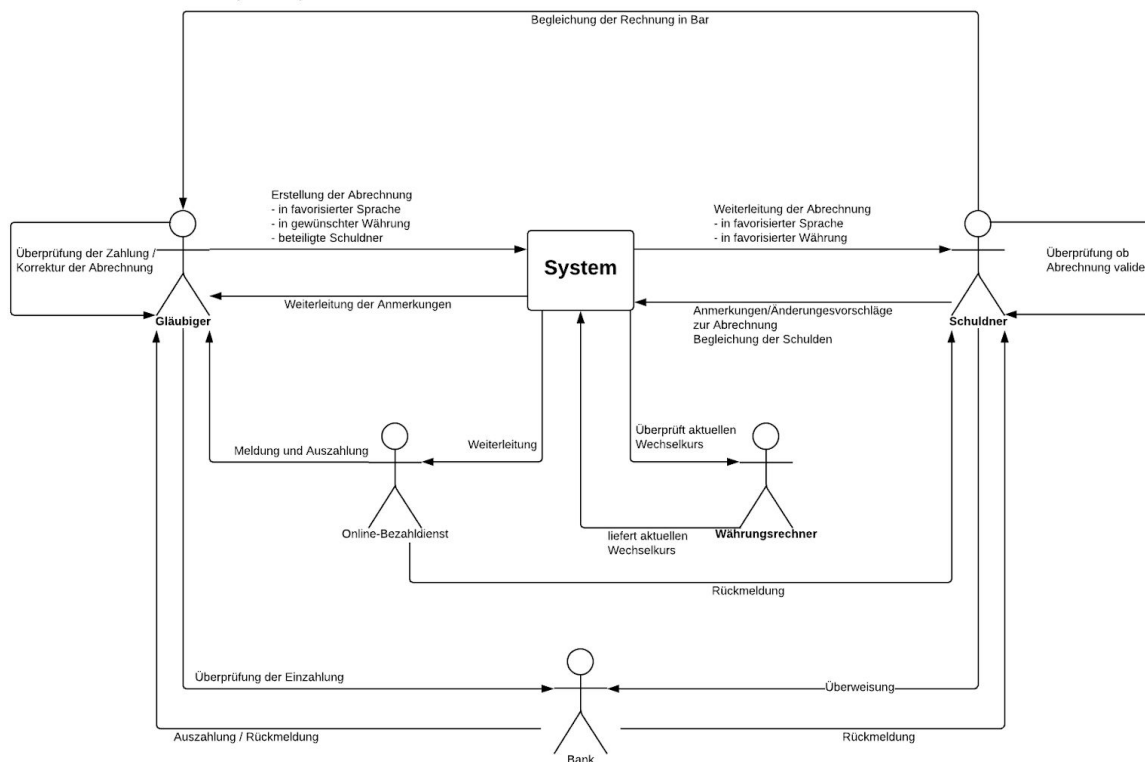 Begleichung der Rechnung in Bar
Erstellung der Abrechnung
- in favorisierter Sprache
- in gewünschter Währung
- beteiligte Schuldner
Weiterleitung der Abrechnung
- in favorisierter Sprache
- in favorisierter Währung
Überprüfung der Zahlung /
Korrektur der Abrechnung
System
Überprüfung ob
Abrechnung valide
Weiterleitung der Anmerkungen
Anmerkungen/Änderungesvorschläge
zur Abrechnung
Begleichung der Schulden
Gläubiger
Schuldner
Meldung und Auszahlung
Weiterleitung
Überprüft aktuellen
Wechselkurs
Online-Bezahldienst
liefert aktuellen
Wechselkurs
Währungsrechner
Rückmeldung
Überprüfung der Einzahlung
Überweisung
Auszahlung / Rückmeldung
Rückmeldung
Bank